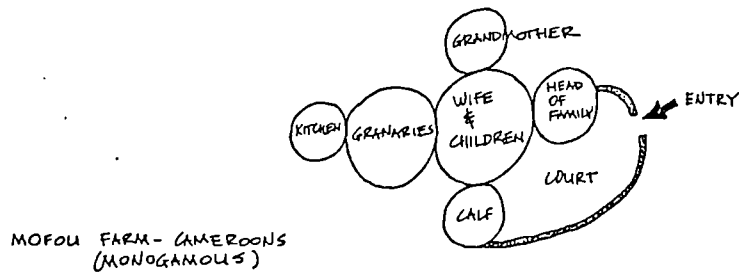 GRANDMOTHER
KITCHEN
GRANARIES
WIFE
&
CHILDREN
HEAD
OF
FAMILY
ENTRY
COURT
CALF
MOFOU FARM - CAMEROONS
(MONOGAMOUS)